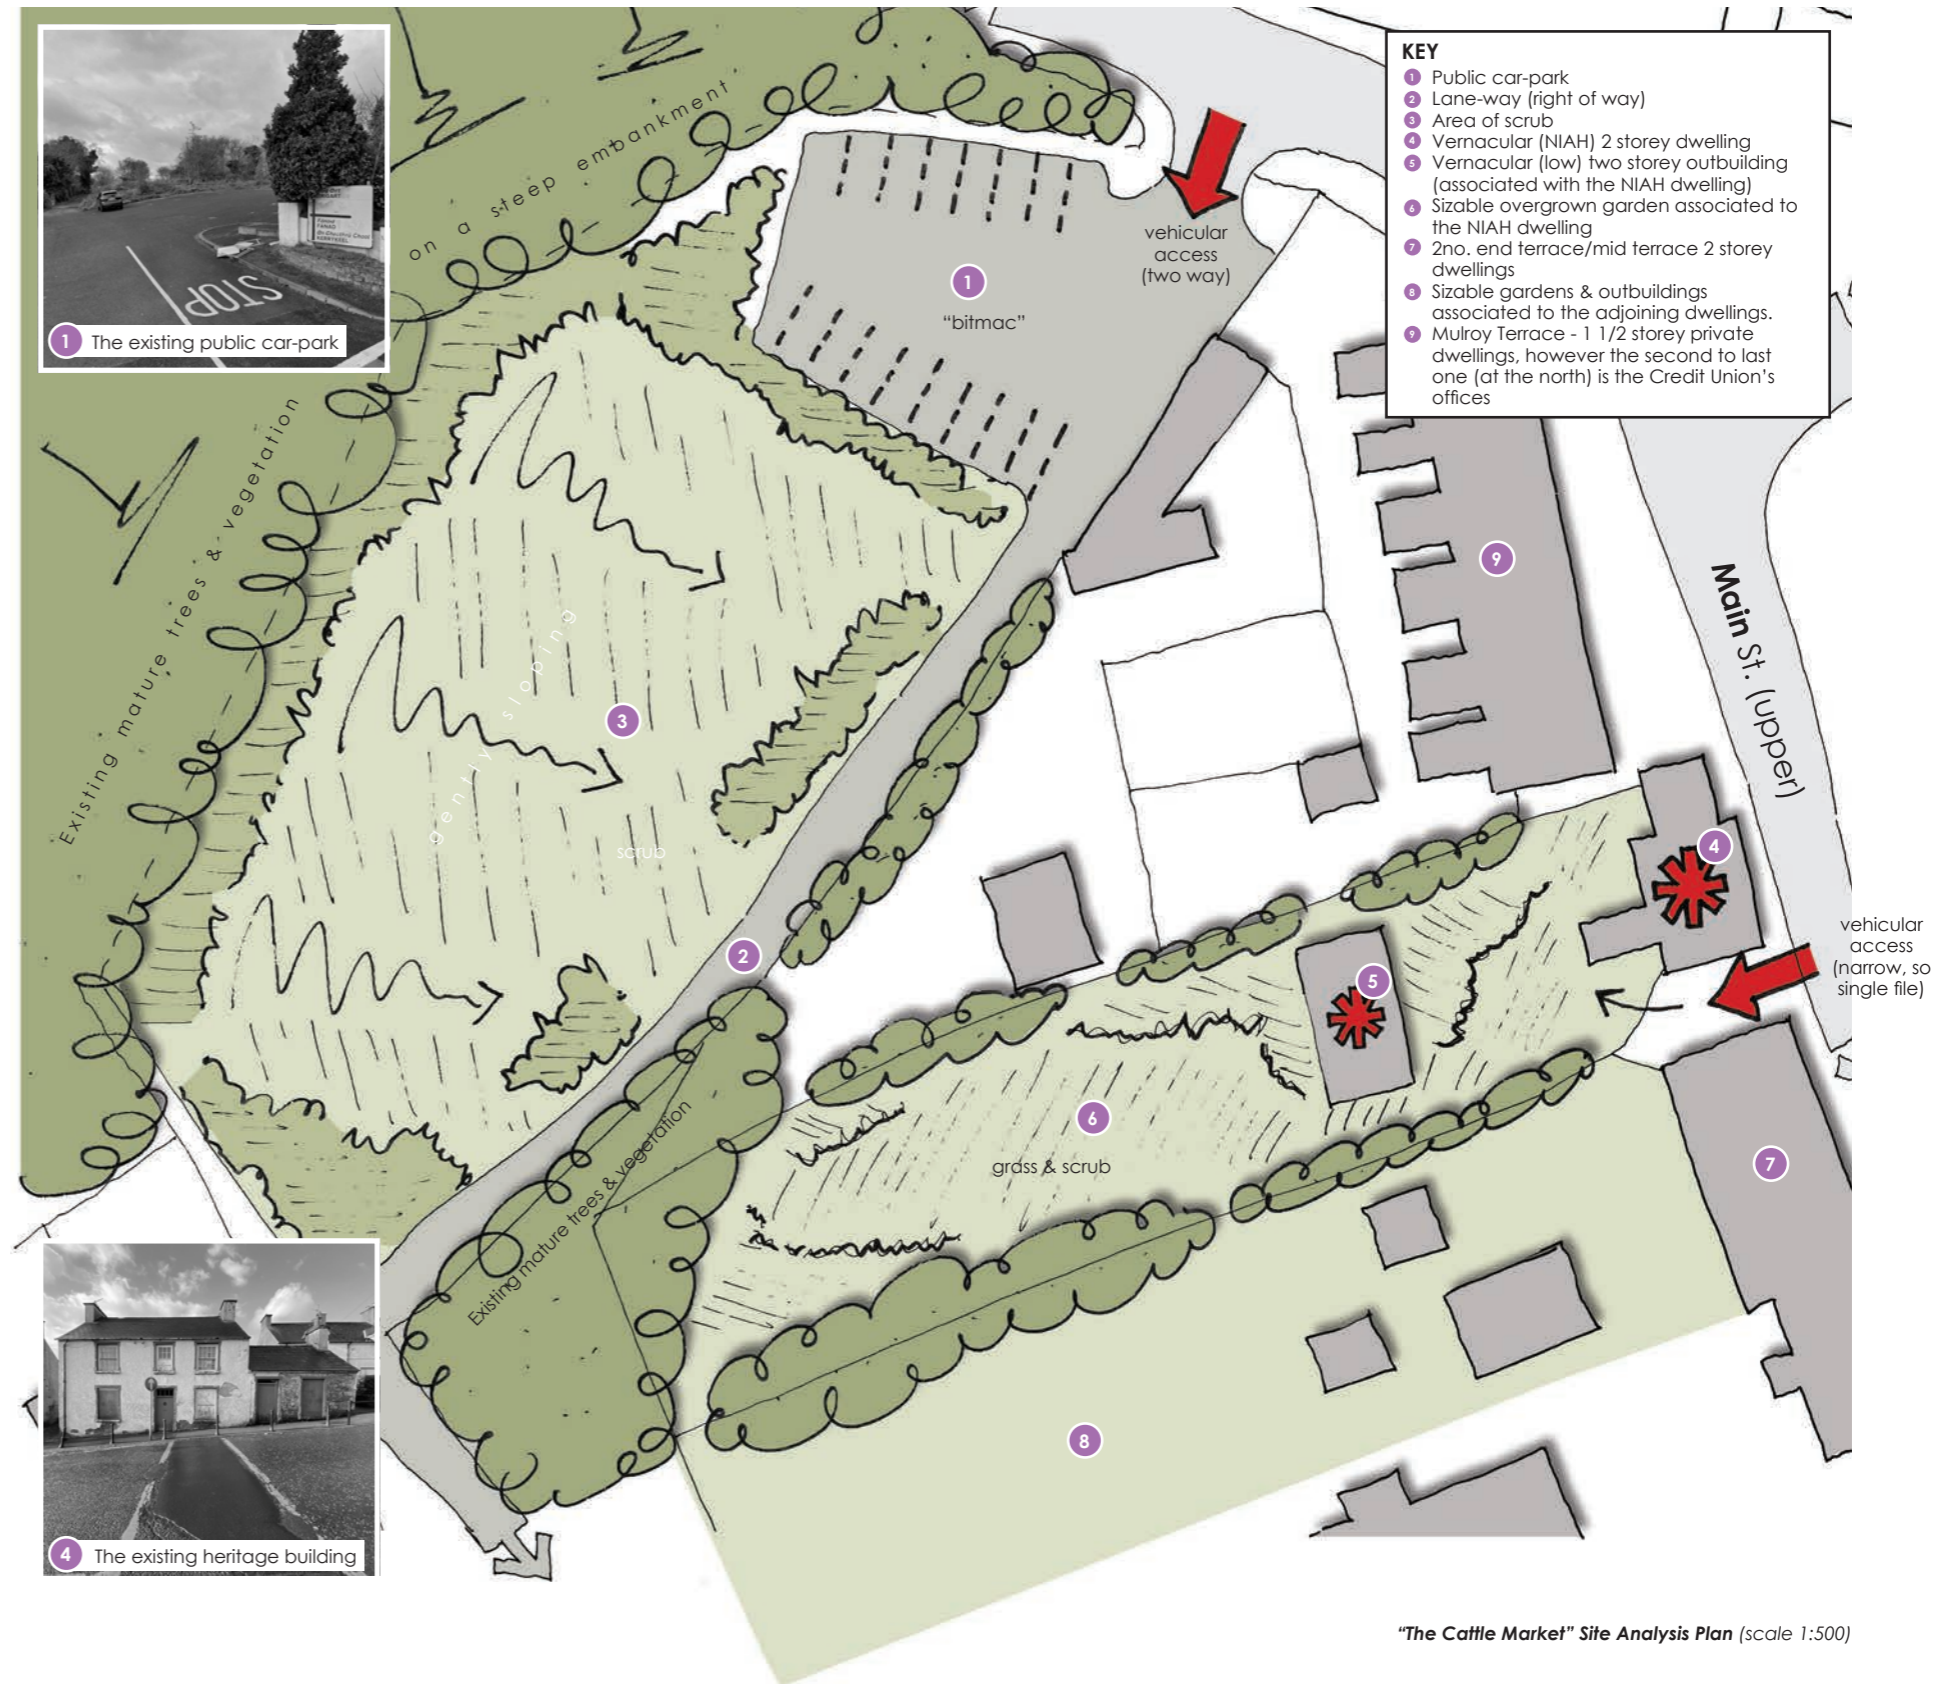 KEY
1 Public car-park
2 Lane-way (right of way)
3 Area of scrub
4 Vernacular (NIAH) 2 storey dwelling
5 Vernacular (low) two storey outbuilding
(associated with the NIAH dwelling)
6 Sizable overgrown garden associated to
the NIAH dwelling
7 2no. end terrace/mid terrace 2 storey
dwellings
8 Sizable gardens & outbuildings
associated to the adjoining dwellings.
9 Mulroy Terrace - 1 1/2 storey private
dwellings, however the second to last
one (at the north) is the Credit Union's
offices
STOP
1 The existing public car-park
Existing mature trees & vegetation
on a steep embankment
vehicular
access
(two way)
1
"bitmac"
9
Main St. (upper)
gently sloping
3
scrub
4
2
5
vehicular
access
(narrow, so
single file)
6
grass & scrub
7
Existing mature trees & vegetation
8
4 The existing heritage building
"The Cattle Market" Site Analysis Plan (scale 1:500)